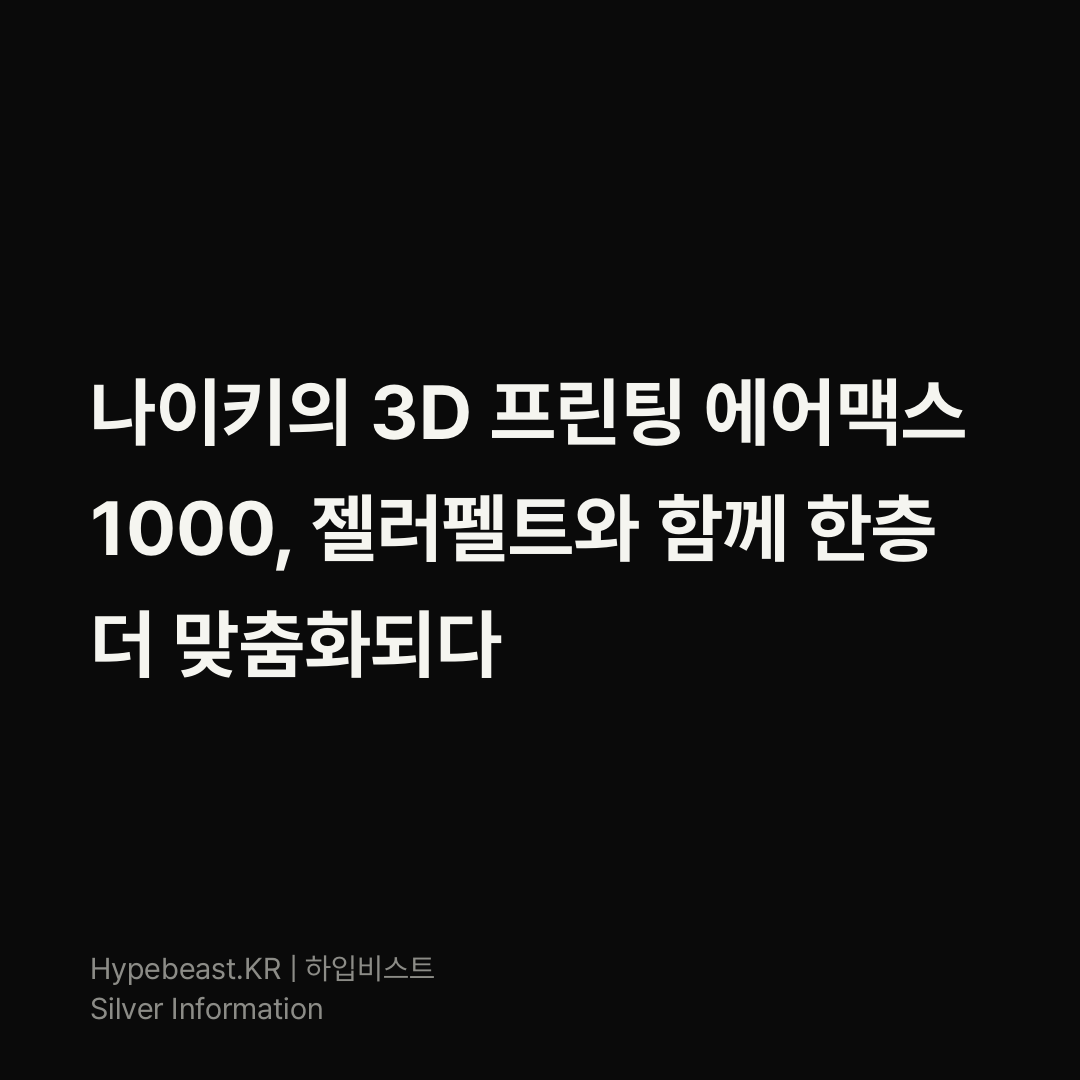 나이키의 3D 프린팅 에어맥스
1000, 젤러펠트와 함께 한층
더 맞춤화되다
Hypebeast.KR | 하입비스트
Silver Information